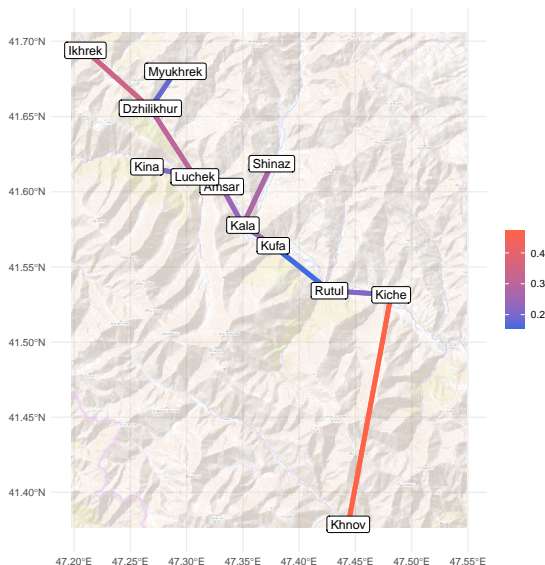 41.70°N
41.65°N
41.60°N
41.55°N
41.50°N
41.45°N
41.40°N
Ikhrek
Myukhrek
Dzhilikhur
Kina
Luchek
Amsar
Shinaz
Kala
Kufa
Rutul
Kiche
Khnov
0.4
0.3
0.2
47.20°E 47.25°E 47.30°E 47.35°E 47.40°E 47.45°E 47.50°E 47.55°E